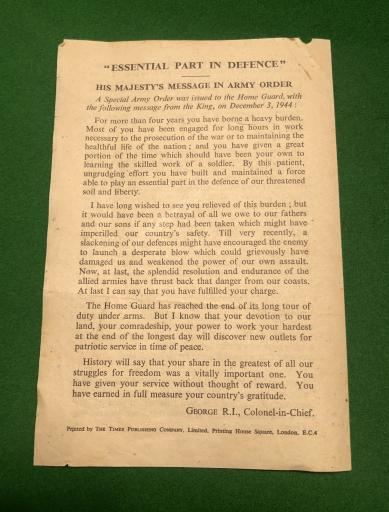 "ESSENTIAL PART IN DEFENCE"
HIS MAJESTY'S MESSAGE IN ARMY ORDER
A Special Army Order was issued to the Home Guard, with
the following message from the King, on December 3, 1944 :
For more than four years you have borne a heavy burden.
Most of you have been engaged for long hours in work
necessary to the prosecution of the war or to maintaining the
healthful life of the nation ; and you have given a great
portion of the time which should have been your own to
learning the skilled work of a soldier. By this patient,
ungrudging effort you have built and maintained a force
able to play an essential part in the defence of our threatened
soil and liberty.
I have long wished to see you relieved of this burden ; but
it would have been a betrayal of all we owe to our fathers
and our sons if any step had been taken which might have
imperilled our country's safety. Till very recently, a
slackening of our defences might have encouraged the enemy
to launch a desperate blow which could grievously have
damaged us and weakened the power of our own assault.
Now, at last, the splendid resolution and endurance of the
allied armies have thrust back that danger from our coasts.
At last I can say that you have fulfilled your charge.
The Home Guard has reached the end of its long tour of
duty under arms. But I know that your devotion to our
land, your comradeship, your power to work your hardest
at the end of the longest day will discover new outlets for
patriotic service in time of peace.
History will say that your share in the greatest of all our
struggles for freedom was a vitally important one. You
have given your service without thought of reward. You
have earned in full measure your country's gratitude.
GEORGE R.I., Colonel-in-Chief.
Printed by THE TIMES PUBLISHING COMPANY, Limited, Printing House Square, London, E.C.4